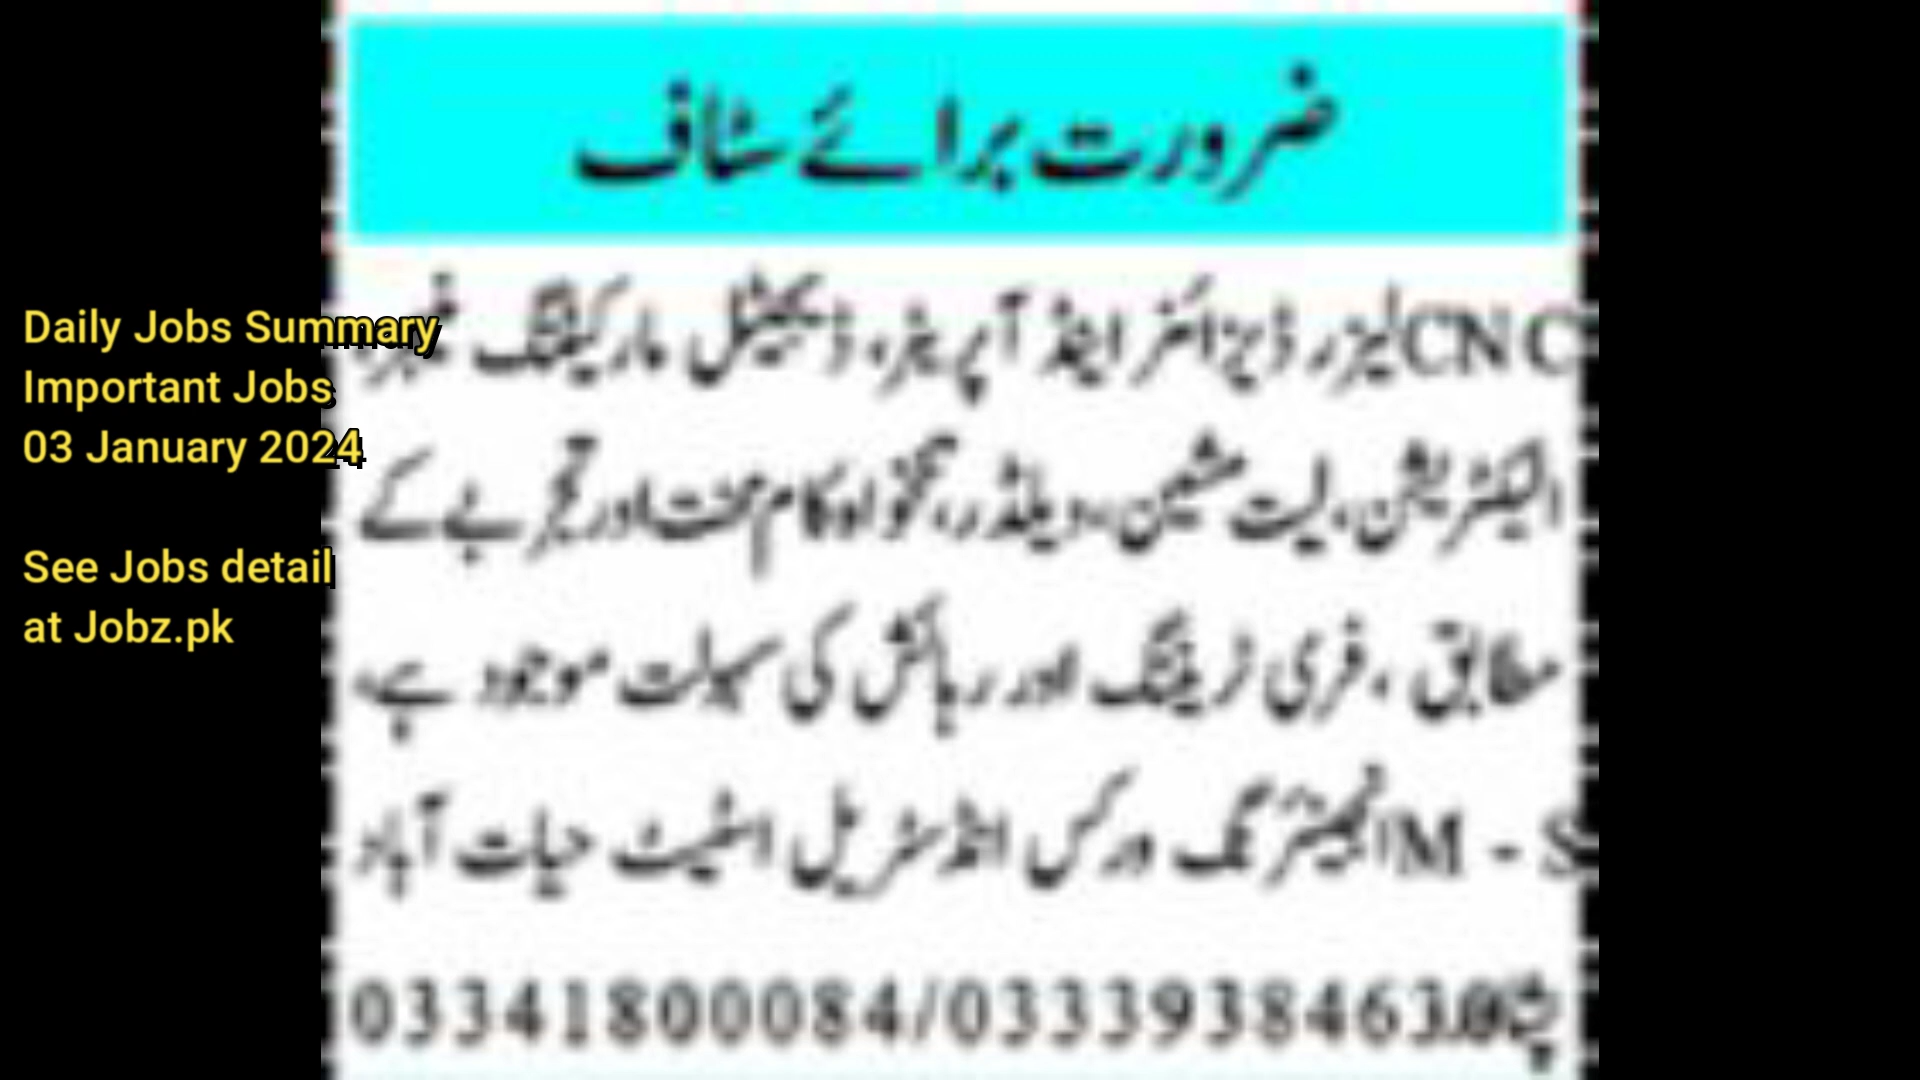 ضرورت برائے سٹاف
CNC لیزر ڈیزائنر اینڈ آپریٹر، ڈیجیٹل مارکیٹنگ
الیکٹریشن، لیتھ مشین، ویلڈر، تنخواہ کام محنت اور تجربے کے
مطابق، فری ٹریننگ اور رہائش کی سہولت موجود ہے،
M - S انجینئرنگ ورکس انڈسٹریل اسٹیٹ حیات آباد
03341800084/03339384630
Daily Jobs Summary
Important Jobs
03 January 2024
See Jobs detail
at Jobz.pk